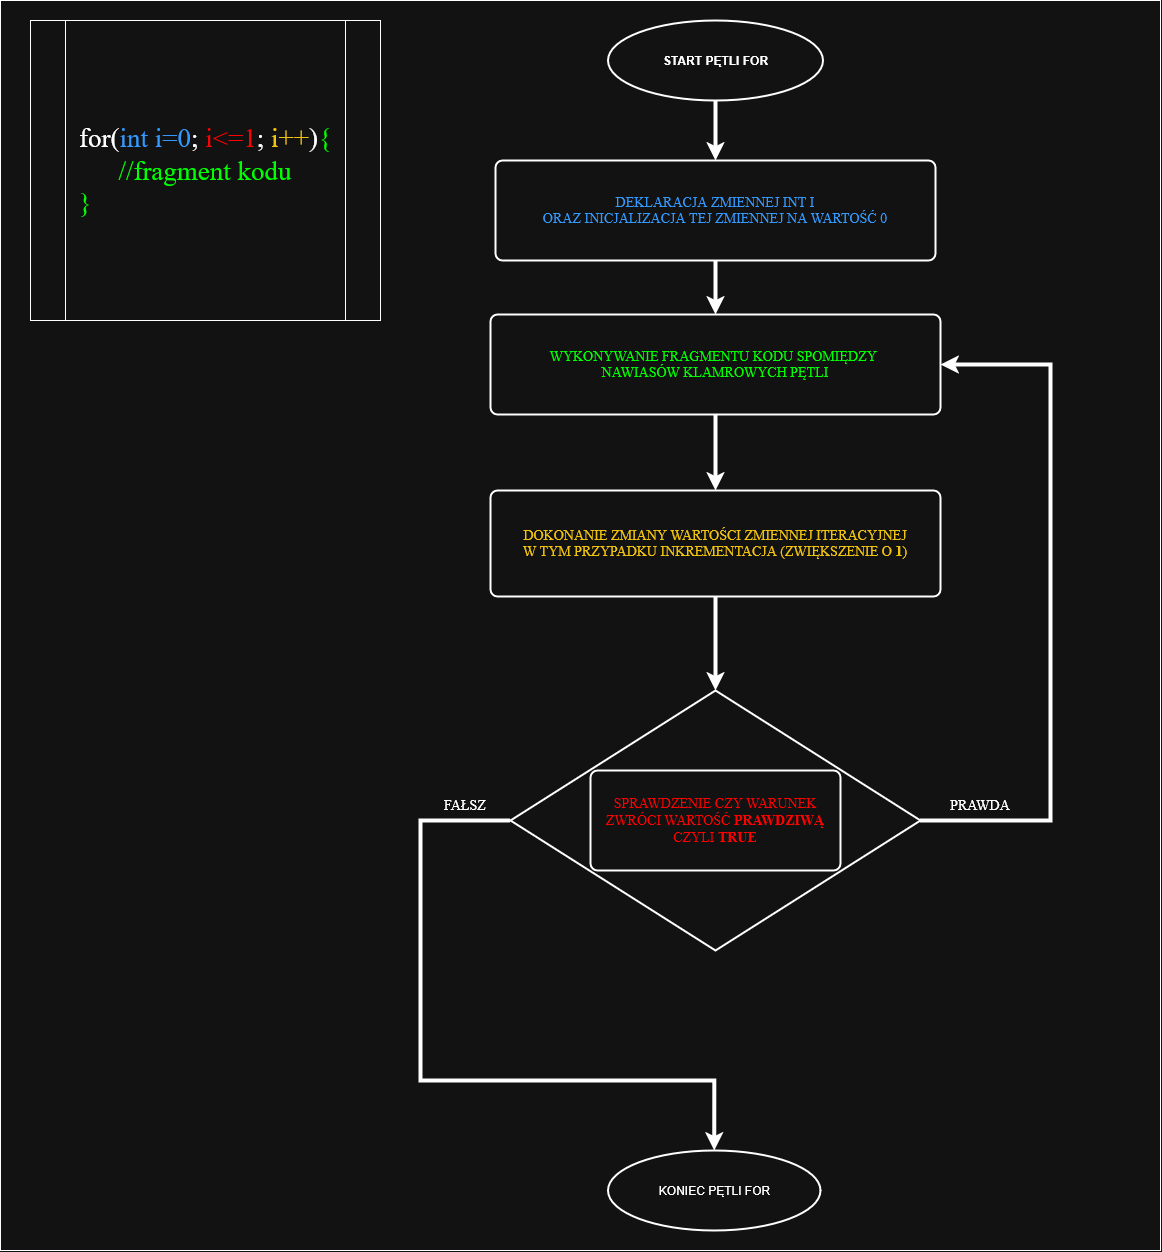 for(int i=0; i<=1; i++){
//fragment kodu
}
START PĘTLI FOR
DEKLARACJA ZMIENNEJ INT I
ORAZ INICJALIZACJA TEJ ZMIENNEJ NA WARTOŚĆ 0
WYKONYWANIE FRAGMENTU KODU SPOMIĘDZY
NAWIASÓW KLAMROWYCH PĘTLI
DOKONANIE ZMIANY WARTOŚCI ZMIENNEJ ITERACYJNEJ
W TYM PRZYPADKU INKREMENTACJA (ZWIĘKSZENIE O 1)
FAŁSZ
SPRAWDZENIE CZY WARUNEK
ZWRÓCI WARTOŚĆ PRAWDZIWĄ
CZYLI TRUE
PRAWDA
KONIEC PĘTLI FOR